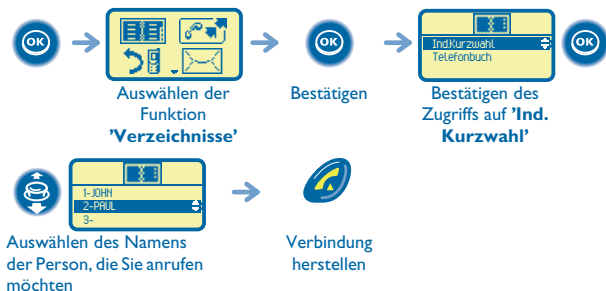 OK
OK
Ind.Kurzwahl
Telefonbuch
OK
Auswählen der
Funktion
'Verzeichnisse'
Bestätigen
Bestätigen des
Zugriffs auf 'Ind.
Kurzwahl'
1-JOHN
2-PAUL
3-
Auswählen des Namens
der Person, die Sie anrufen
möchten
Verbindung
herstellen